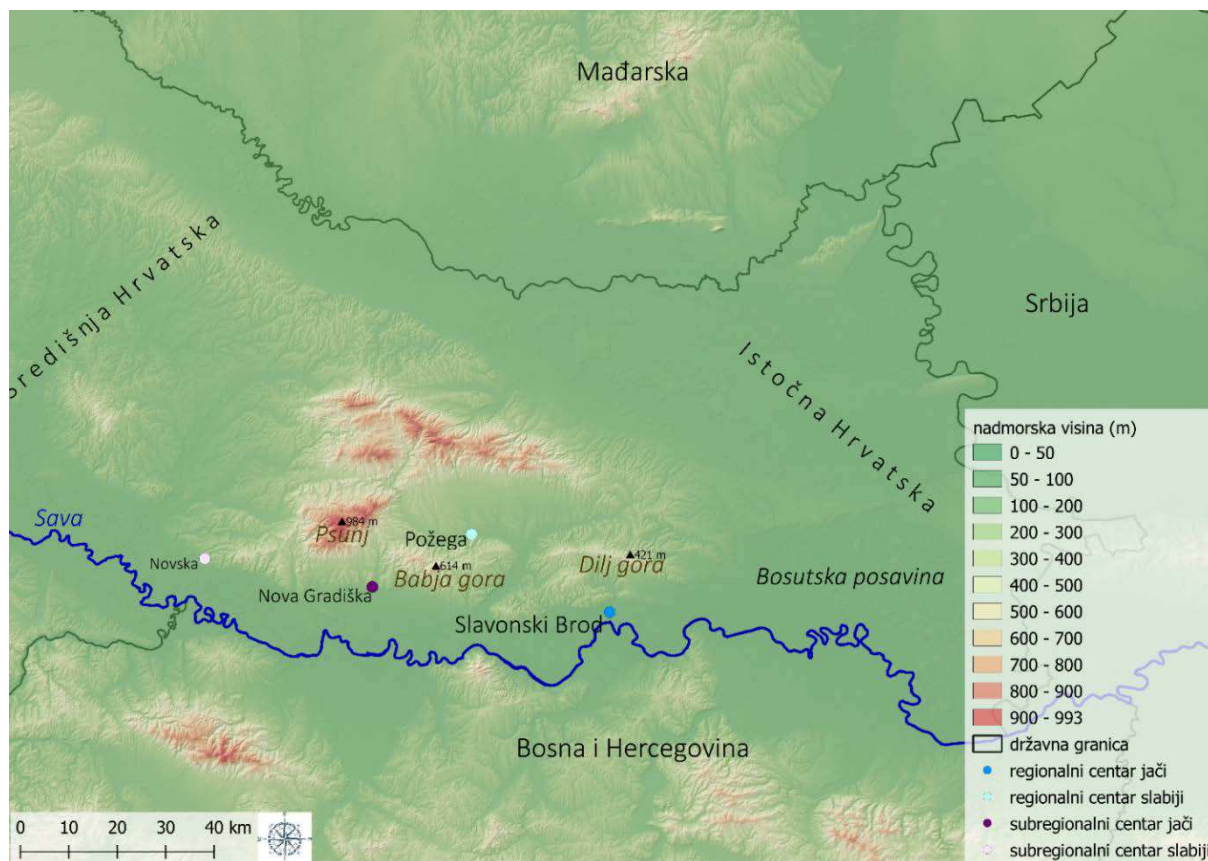 Mađarska
Središnja Hrvatska
Srbija
Istočna Hrvatska
Sava
984 m
Psunj
Požega
Novska
614 m
Babja gora
421 m
Dilj gora
Bosutska posavina
Nova Gradiška
Slavonski Brod
Bosna i Hercegovina
nadmorska visina (m)
0 - 50
50 - 100
100 - 200
200 - 300
300 - 400
400 - 500
500 - 600
600 - 700
700 - 800
800 - 900
900 - 993
državna granica
regionalni centar jači
regionalni centar slabiji
subregionalni centar jači
subregionalni centar slabiji
0 10 20 30 40 km